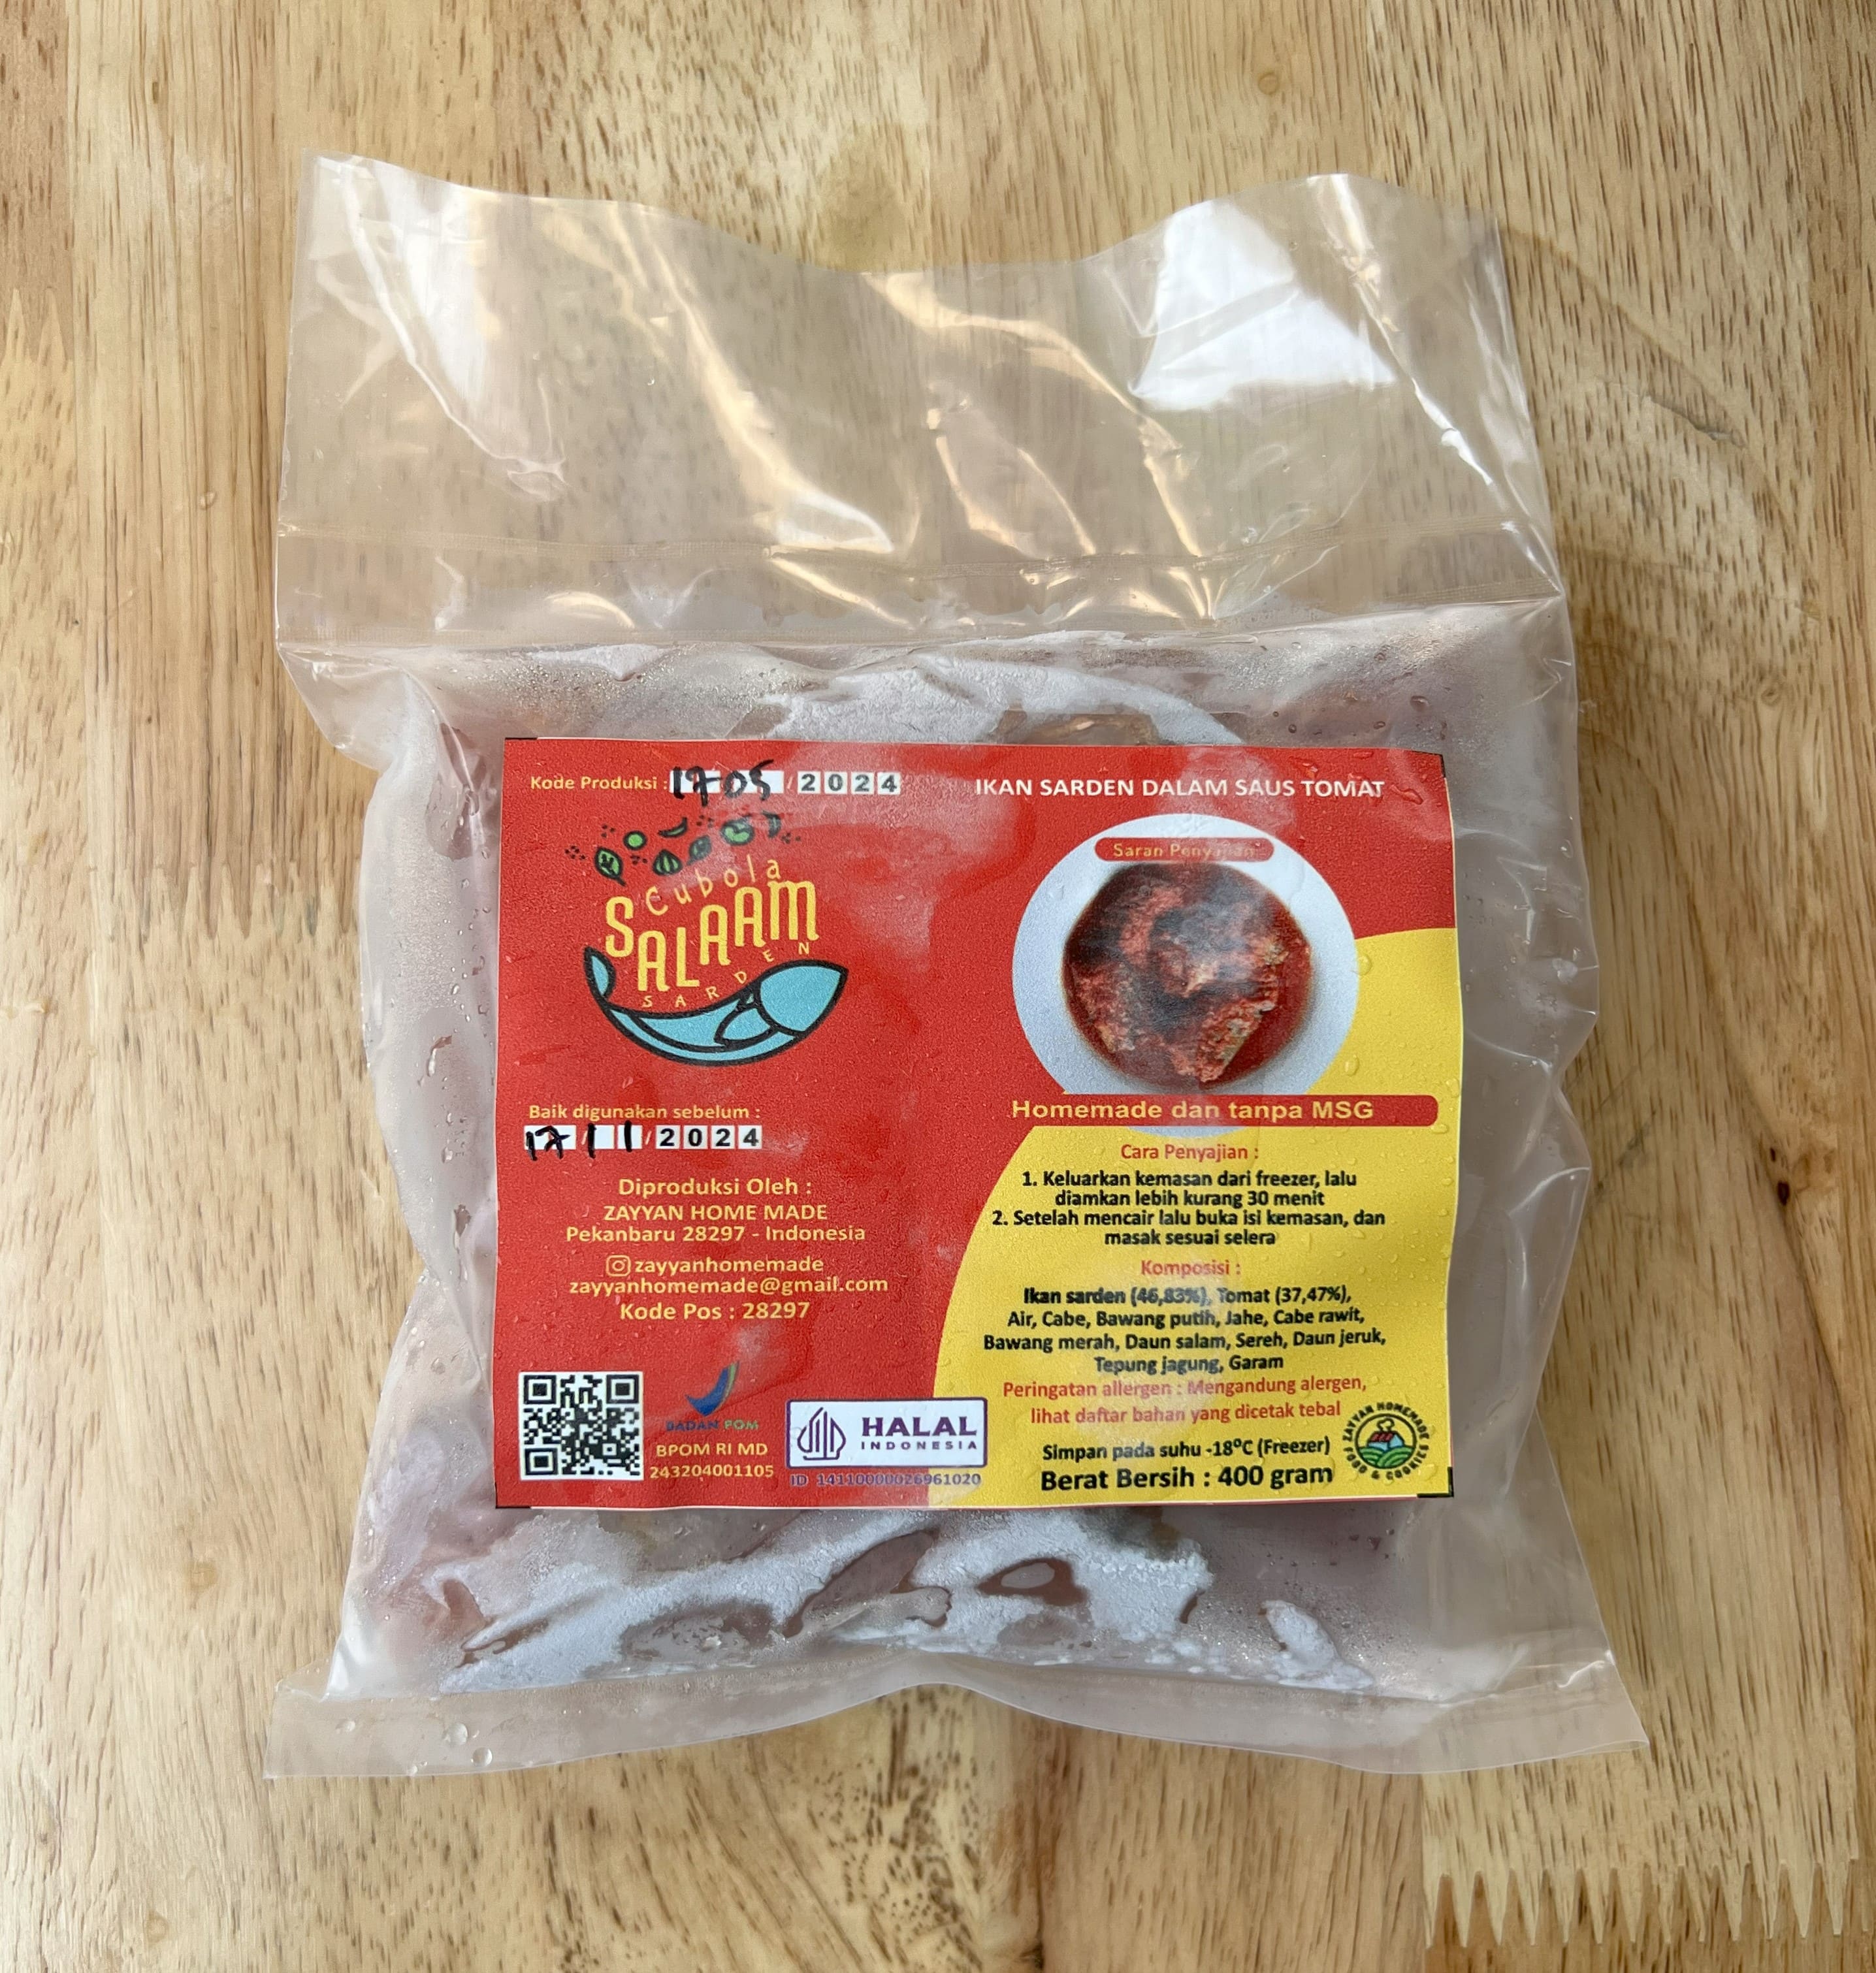 Kode Produksi : 1705 / 2024
IKAN SARDEN DALAM SAUS TOMAT
Cubola
SALAAM
SARDEN
Saran Penyajian
Baik digunakan sebelum :
17 / 11 / 2024
Diproduksi Oleh :
ZAYYAN HOME MADE
Pekanbaru 28297 - Indonesia
zayyanhomemade
zayyanhomemade@gmail.com
Kode Pos : 28297
BADAN POM
BPOM RI MD
243204001105
HALAL
INDONESIA
ID 14110000026961020
Homemade dan tanpa MSG
Cara Penyajian :
1. Keluarkan kemasan dari freezer, lalu
diamkan lebih kurang 30 menit
2. Setelah mencair lalu buka isi kemasan, dan
masak sesuai selera
Komposisi :
Ikan sarden (46,83%), Tomat (37,47%),
Air, Cabe, Bawang putih, Jahe, Cabe rawit,
Bawang merah, Daun salam, Sereh, Daun jeruk,
Tepung jagung, Garam
Peringatan allergen : Mengandung alergen,
lihat daftar bahan yang dicetak tebal
Simpan pada suhu -18°C (Freezer)
Berat Bersih : 400 gram
ZAYYAN HOMEMADE
FOOD & COOKIES